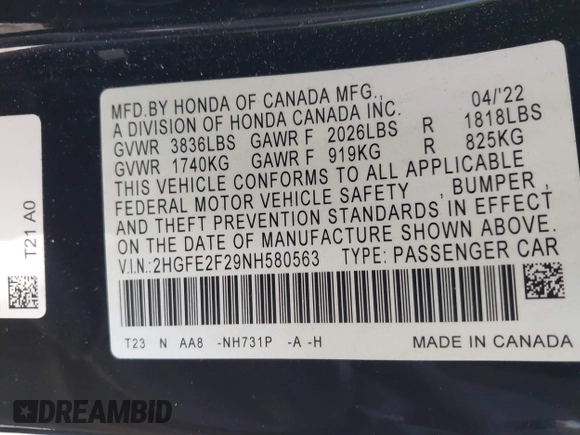 MFD.BY HONDA OF CANADA MFG., 04/'22
A DIVISION OF HONDA CANADA INC.
GVWR 3836LBS GAWR F 2026LBS R 1818LBS
GVWR 1740KG GAWR F 919KG R 825KG
THIS VEHICLE CONFORMS TO ALL APPLICABLE
FEDERAL MOTOR VEHICLE SAFETY , BUMPER ,
AND THEFT PREVENTION STANDARDS IN EFFECT
ON THE DATE OF MANUFACTURE SHOWN ABOVE.
V.I.N.:2HGFE2F29NH580563 TYPE: PASSENGER CAR
T23 N AA8 -NH731P -A -H
MADE IN CANADA
T21 A0
DREAMBID